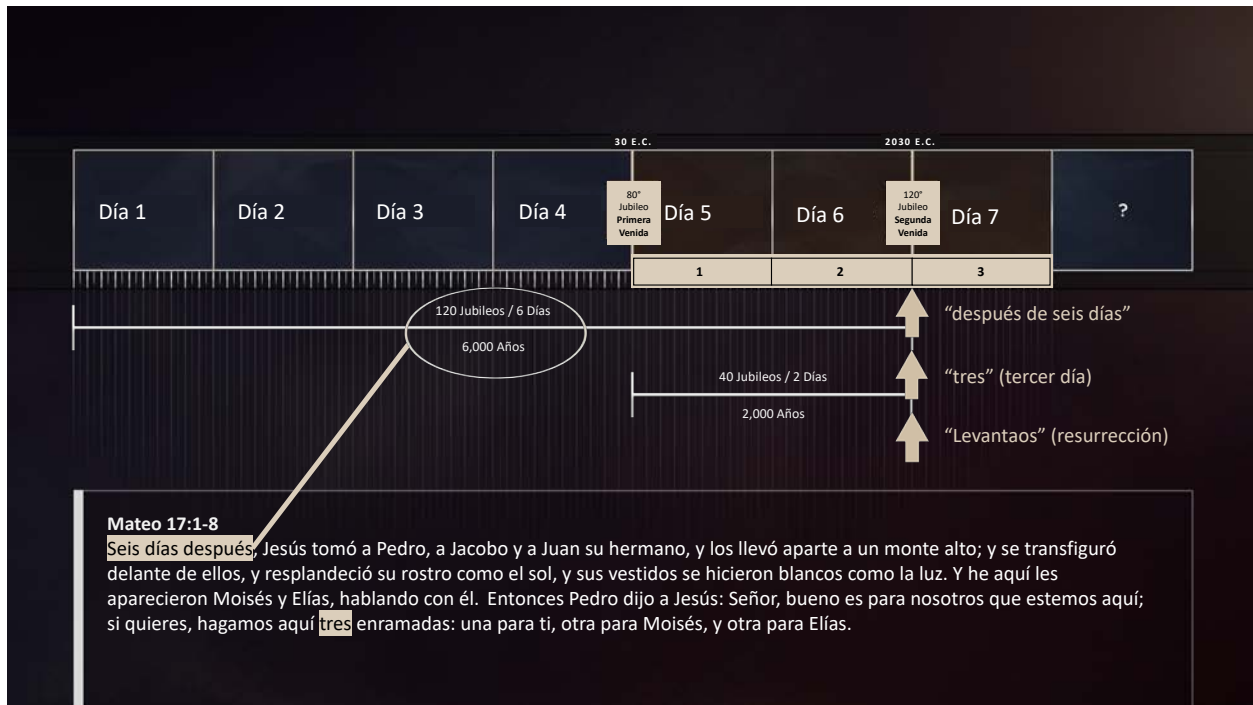 30 E.C.
2030 E.C.
Día 1
Día 2
Día 3
Día 4
80°
Jubileo
Primera
Venida
Día 5
Día 6
120°
Jubileo
Segunda
Venida
Día 7
?
1
2
3
120 Jubileos / 6 Días
6,000 Años
“después de seis días”
40 Jubileos / 2 Días
2,000 Años
“tres” (tercer día)
“Levantaos” (resurrección)
Mateo 17:1-8
Seis días después, Jesús tomó a Pedro, a Jacobo y a Juan su hermano, y los llevó aparte a un monte alto; y se transfiguró
delante de ellos, y resplandeció su rostro como el sol, y sus vestidos se hicieron blancos como la luz. Y he aquí les
aparecieron Moisés y Elías, hablando con él. Entonces Pedro dijo a Jesús: Señor, bueno es para nosotros que estemos aquí;
si quieres, hagamos aquí tres enramadas: una para ti, otra para Moisés, y otra para Elías.